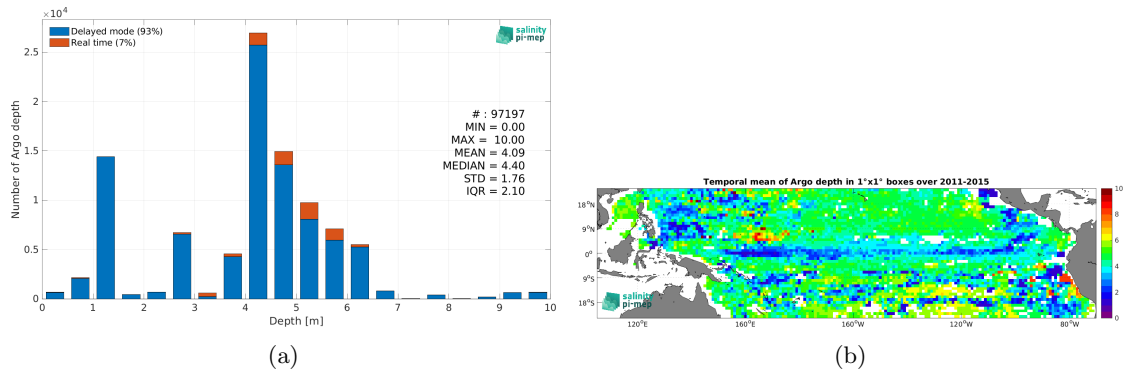 ×10⁴
Delayed mode (93%)
Real time (7%)
salinity
pi-mep
2.5
2
1.5
1
0.5
0
Number of Argo depth
# : 97197
MIN = 0.00
MAX = 10.00
MEAN = 4.09
MEDIAN = 4.40
STD = 1.76
IQR = 2.10
0 1 2 3 4 5 6 7 8 9 10
Depth [m]
(a)
Temporal mean of Argo depth in 1°x1° boxes over 2011-2015
18°N
9°N
0°
9°S
18°S
salinity
pi-mep
120°E 160°E 160°W 120°W 80°W
10
8
6
4
2
0
(b)